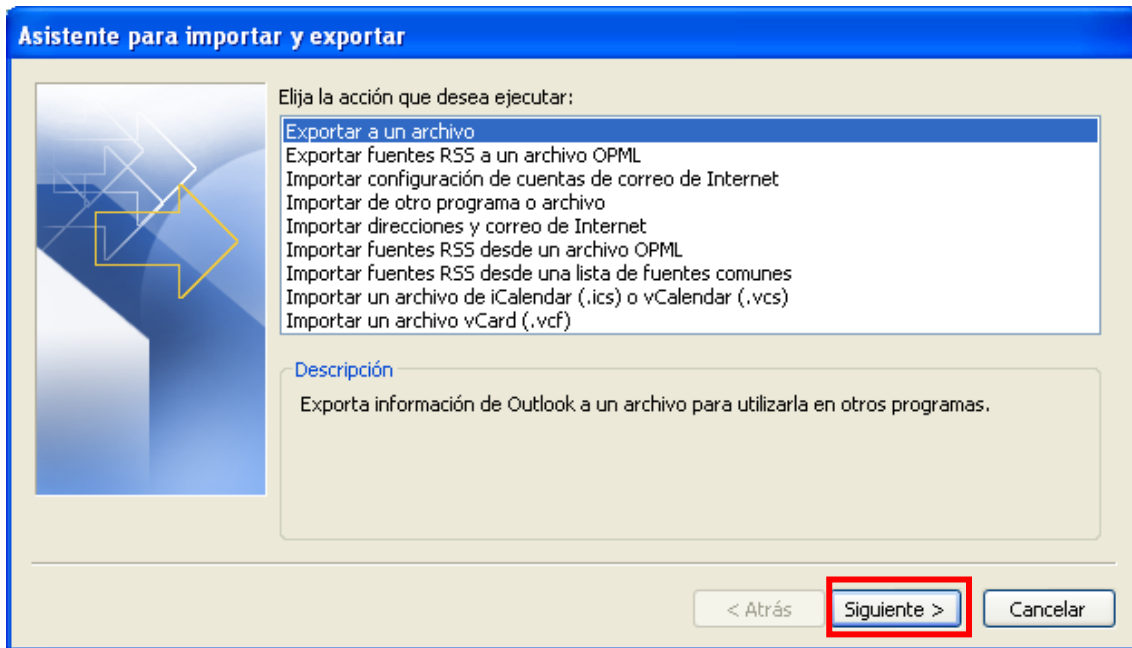 Asistente para importar y exportar
Elija la acción que desea ejecutar:
Exportar a un archivo
Exportar fuentes RSS a un archivo OPML
Importar configuración de cuentas de correo de Internet
Importar de otro programa o archivo
Importar direcciones y correo de Internet
Importar fuentes RSS desde un archivo OPML
Importar fuentes RSS desde una lista de fuentes comunes
Importar un archivo de iCalendar (.ics) o vCalendar (.vcs)
Importar un archivo vCard (.vcf)
Descripción
Exporta información de Outlook a un archivo para utilizarla en otros programas.
< Atrás Siguiente > Cancelar